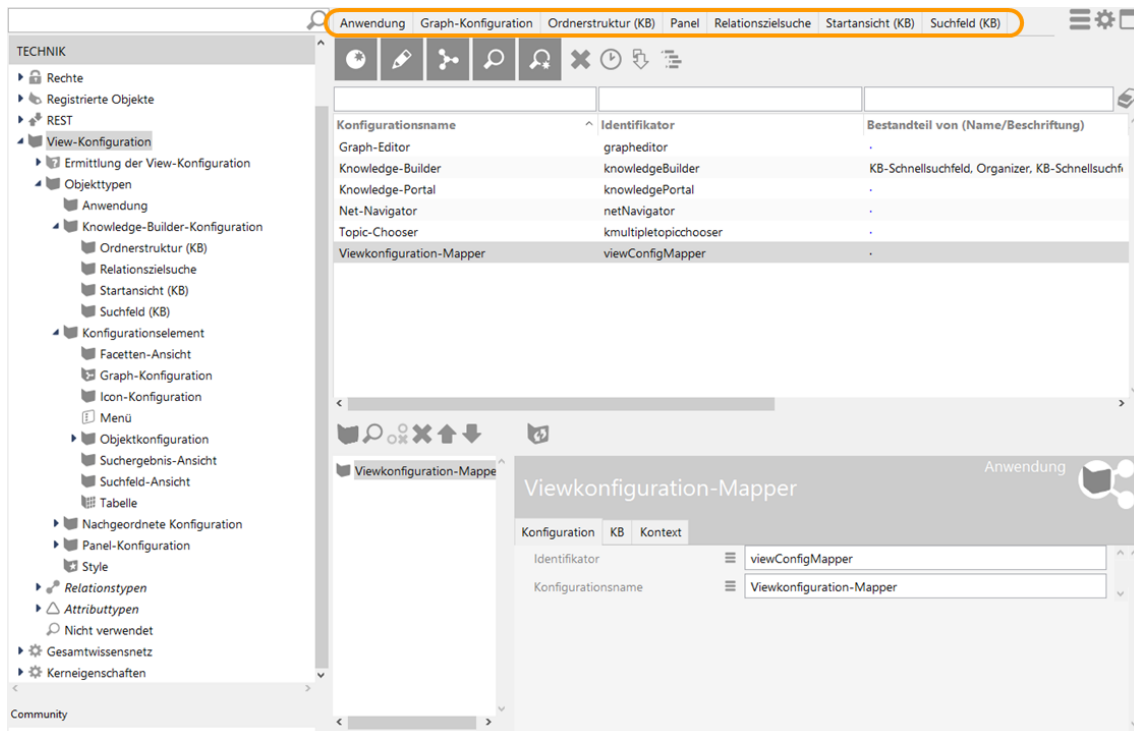 Anwendung Graph-Konfiguration Ordnerstruktur (KB) Panel Relationszielsuche Startansicht (KB) Suchfeld (KB)
TECHNIK
Rechte
Registrierte Objekte
REST
View-Konfiguration
Ermittlung der View-Konfiguration
Objekttypen
Anwendung
Knowledge-Builder-Konfiguration
Ordnerstruktur (KB)
Relationszielsuche
Startansicht (KB)
Suchfeld (KB)
Konfigurationselement
Facetten-Ansicht
Graph-Konfiguration
Icon-Konfiguration
Menü
Objektkonfiguration
Suchergebnis-Ansicht
Suchfeld-Ansicht
Tabelle
Nachgeordnete Konfiguration
Panel-Konfiguration
Style
Relationstypen
Attributtypen
Nicht verwendet
Gesamtwissensnetz
Kerneigenschaften
Community
Konfigurationsname Identifikator Bestandteil von (Name/Beschriftung)
Graph-Editor grapheditor
Knowledge-Builder knowledgeBuilder KB-Schnellsuchfeld, Organizer, KB-Schnellsuchfe
Knowledge-Portal knowledgePortal
Net-Navigator netNavigator
Topic-Chooser kmultipletopicchooser
Viewkonfiguration-Mapper viewConfigMapper
Viewkonfiguration-Mappe
Anwendung
Viewkonfiguration-Mapper
Konfiguration KB Kontext
Identifikator viewConfigMapper
Konfigurationsname Viewkonfiguration-Mapper